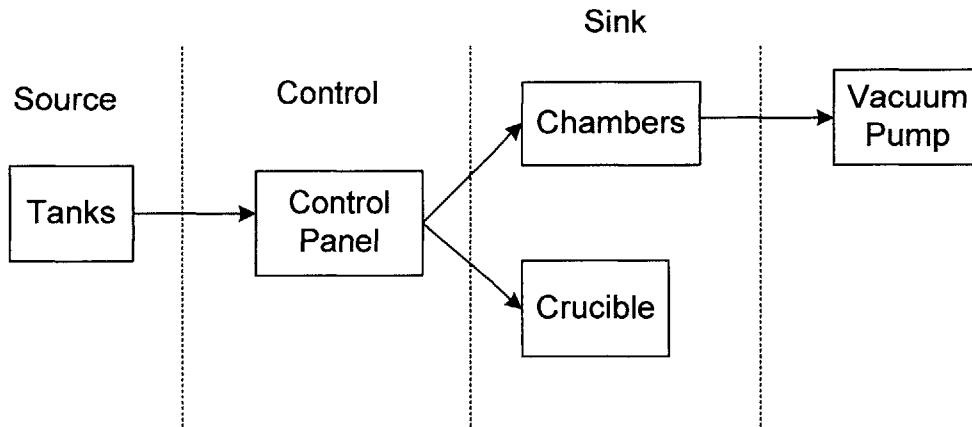 Sink
Source
Control
Tanks
Control
Panel
Chambers
Crucible
Vacuum
Pump